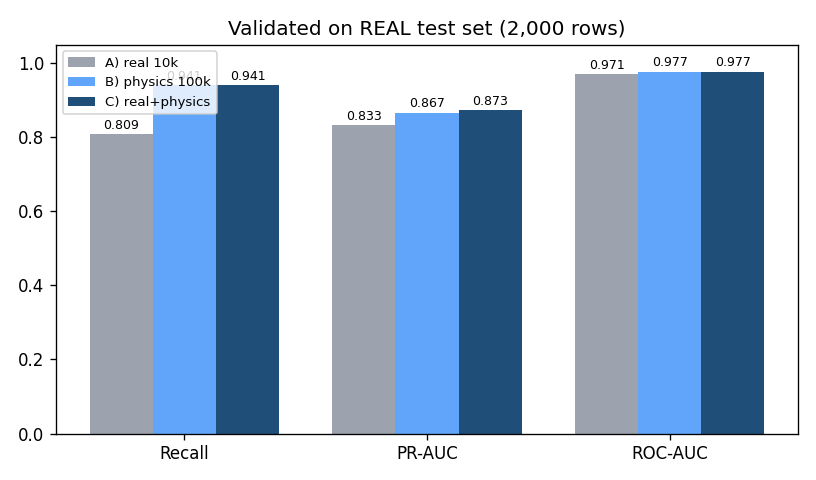 Validated on REAL test set (2,000 rows)
A) real 10k
B) physics 100k
C) real+physics
1.0
0.8
0.6
0.4
0.2
0.0
0.809
0.941
0.941
0.833
0.867
0.873
0.971
0.977
0.977
Recall
PR-AUC
ROC-AUC